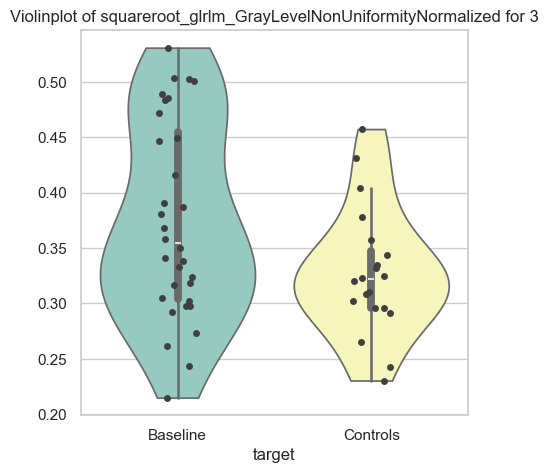 Violinplot of squareroot_glrlm_GrayLevelNonUniformityNormalized for 3
0.50
0.45
0.40
0.35
0.30
0.25
0.20
Baseline
Controls
target